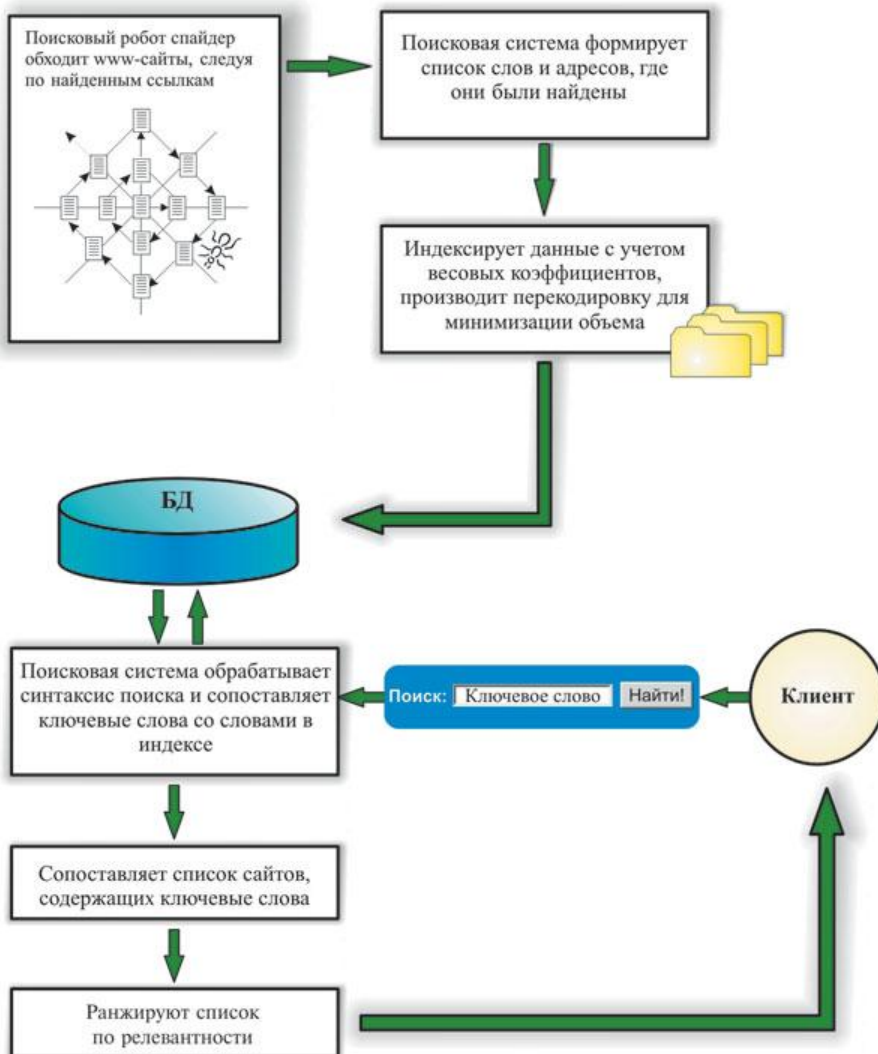 Поисковый робот спайдер
обходит www-сайты, следуя
по найденным ссылкам
Поисковая система формирует
список слов и адресов, где
они были найдены
Индексирует данные с учетом
весовых коэффициентов,
производит перекодировку для
минимизации объема
БД
Поисковая система обрабатывает
синтаксис поиска и сопоставляет
ключевые слова со словами в
индексе
Поиск: Ключевое слово Найти!
Клиент
Сопоставляет список сайтов,
содержащих ключевые слова
Ранжируют список
по релевантности